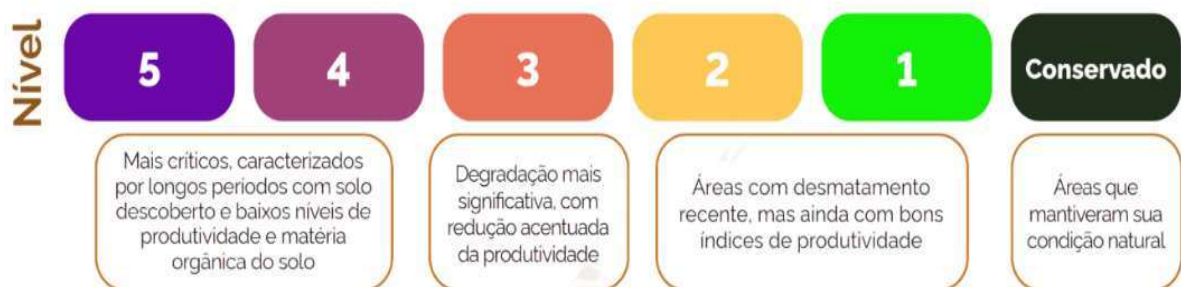 Nível
5
4
3
2
1
Conservado
Mais críticos, caracterizados
por longos periodos com solo
descoberto e baixos níveis de
produtividade e matéria
orgânica do solo
Degradação mais
significativa, com
redução acentuada
da produtividade
Áreas com desmatamento
recente, mas ainda com bons
índices de produtividade
Áreas que
mantiveram sua
condição natural